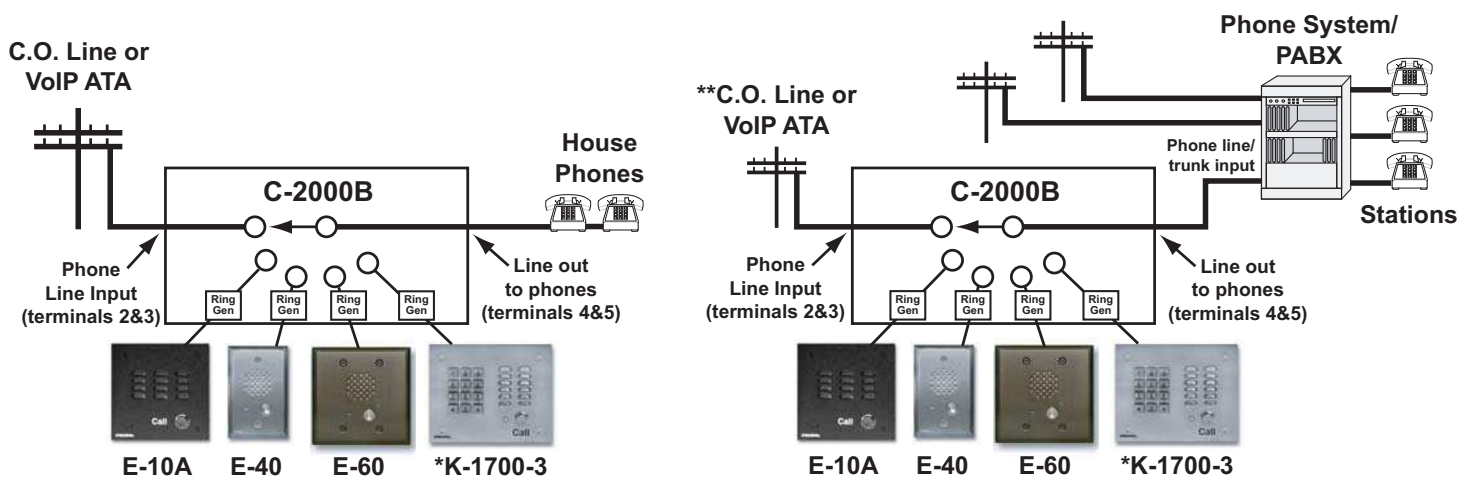 C.O. Line or
VoIP ATA
C-2000B
House
Phones
Phone
Line Input
(terminals 2&3)
Ring
Gen
Ring
Gen
Ring
Gen
Ring
Gen
Line out
to phones
(terminals 4&5)
Call
Call
E-10A
E-40
E-60
*K-1700-3
Phone System/
PABX
**C.O. Line or
VoIP ATA
Phone line/
trunk input
C-2000B
Stations
Phone
Line Input
(terminals 2&3)
Ring
Gen
Ring
Gen
Ring
Gen
Ring
Gen
Line out
to phones
(terminals 4&5)
Call
Call
E-10A
E-40
E-60
*K-1700-3